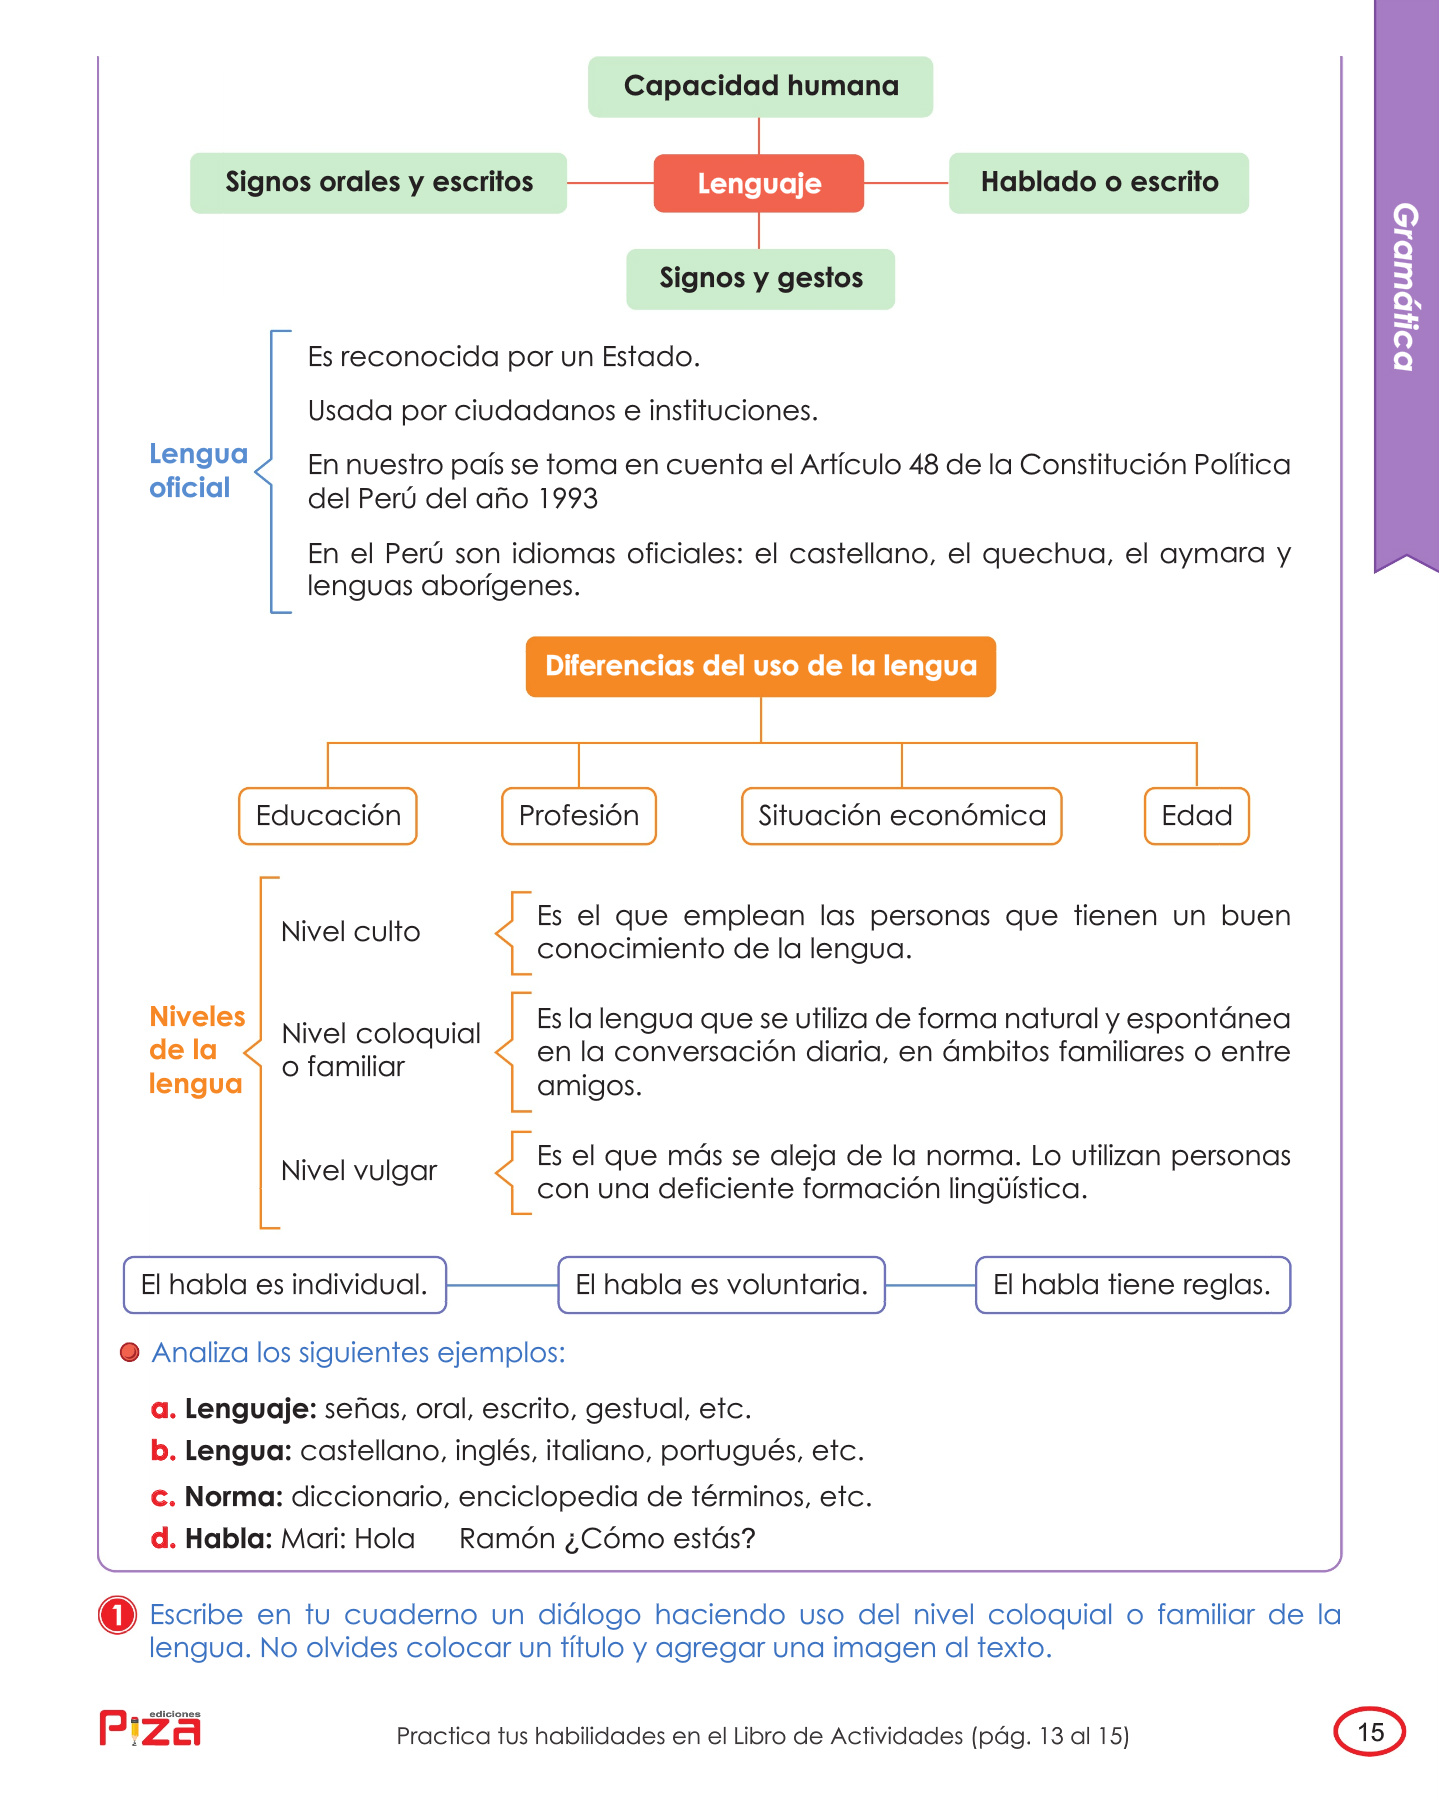 Capacidad humana
Signos orales y escritos
Lenguaje
Hablado o escrito
Signos y gestos
Gramática
Lengua
oficial
Es reconocida por un Estado.
Usada por ciudadanos e instituciones.
En nuestro país se toma en cuenta el Artículo 48 de la Constitución Política
del Perú del año 1993
En el Perú son idiomas oficiales: el castellano, el quechua, el aymara y
lenguas aborígenes.
Diferencias del uso de la lengua
Educación
Profesión
Situación económica
Edad
Niveles
de la
lengua
Nivel culto
Es el que emplean las personas que tienen un buen
conocimiento de la lengua.
Nivel coloquial
o familiar
Es la lengua que se utiliza de forma natural y espontánea
en la conversación diaria, en ámbitos familiares o entre
amigos.
Nivel vulgar
Es el que más se aleja de la norma. Lo utilizan personas
con una deficiente formación lingüística.
El habla es individual.
El habla es voluntaria.
El habla tiene reglas.
Analiza los siguientes ejemplos:
a. Lenguaje: señas, oral, escrito, gestual, etc.
b. Lengua: castellano, inglés, italiano, portugués, etc.
c. Norma: diccionario, enciclopedia de términos, etc.
d. Habla: Mari: Hola Ramón ¿Cómo estás?
1 Escribe en tu cuaderno un diálogo haciendo uso del nivel coloquial o familiar de la
lengua. No olvides colocar un título y agregar una imagen al texto.
ediciones
Piza
Practica tus habilidades en el Libro de Actividades (pág. 13 al 15)
15